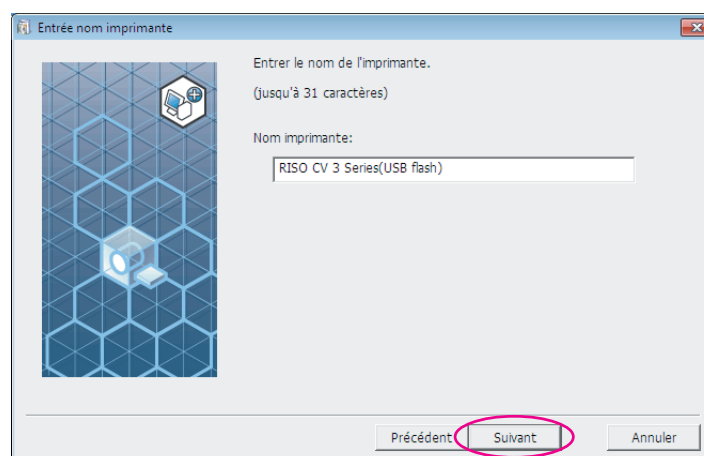 Entrée nom imprimante
Entrer le nom de l'imprimante.
(jusqu'à 31 caractères)
Nom imprimante:
RISO CV 3 Series(USB flash)
Précédent
Suivant
Annuler